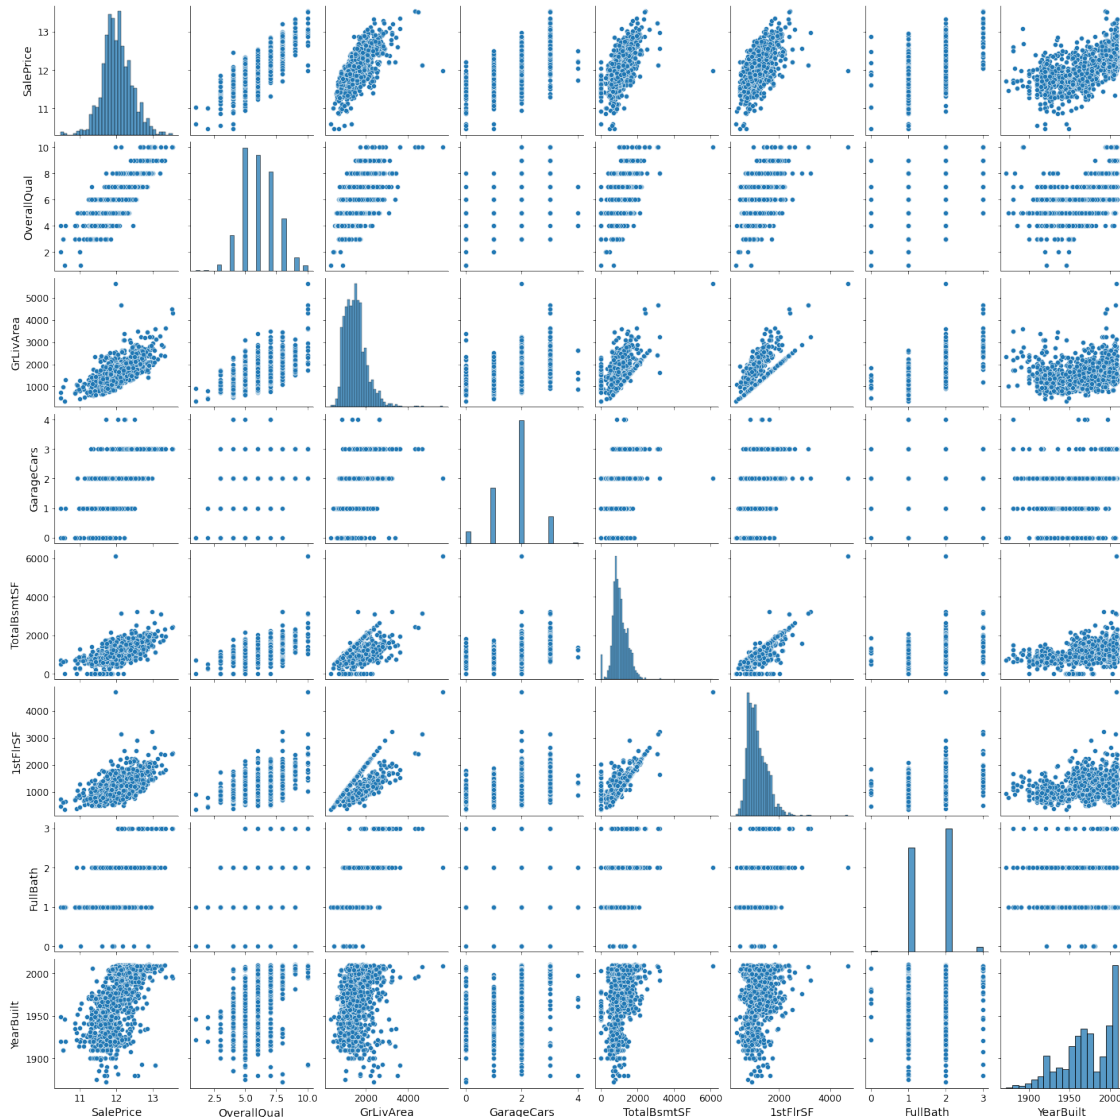 13
12
11
SalePrice
10
8
6
4
2
OverallQual
5000
4000
3000
2000
1000
GrLivArea
4
3
2
1
0
GarageCars
6000
4000
2000
0
TotalBsmtSF
4000
3000
2000
1000
1stFlrSF
3
2
1
0
FullBath
2000
1950
1900
YearBuilt
11 12 13
2.5 5.0 7.5 10.0
2000 4000
0 2 4
0 2000 4000 6000
2000 4000
0 1 2 3
1900 1950 2000
SalePrice OverallQual GrLivArea GarageCars TotalBsmtSF 1stFlrSF FullBath YearBuilt